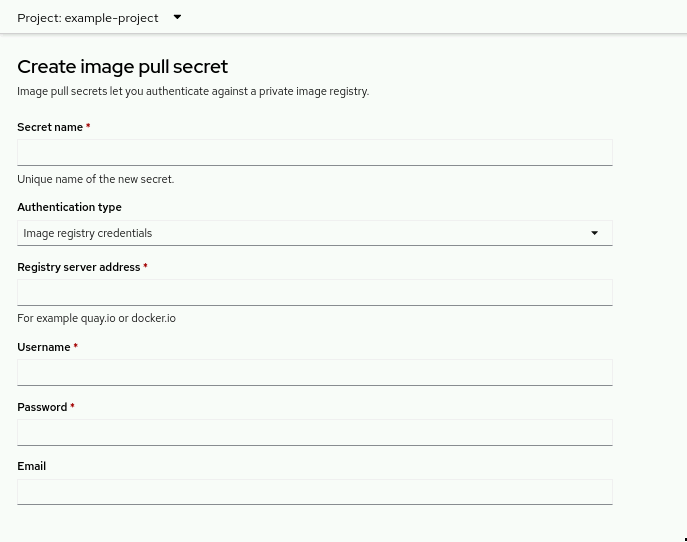 Project: example-project
Create image pull secret
Image pull secrets let you authenticate against a private image registry.
Secret name *
Unique name of the new secret.
Authentication type
Image registry credentials
Registry server address *
For example quay.io or docker.io
Username *
Password *
Email